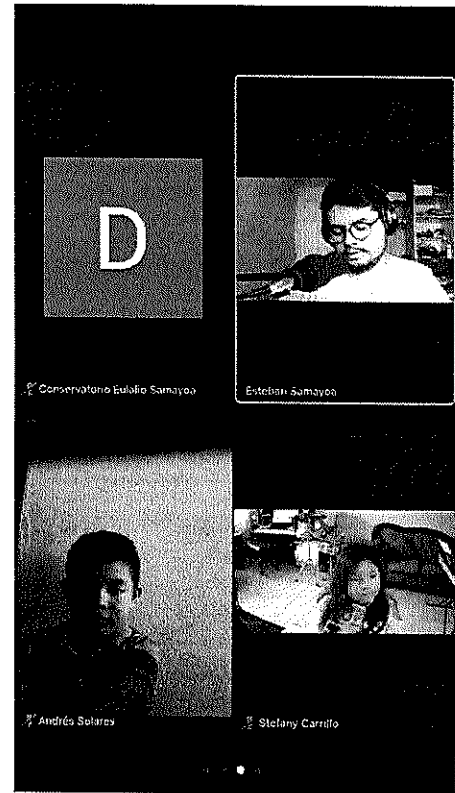 D
Conservatorio Eulalio Samayoa
Esteban Samayoa
Andrés Solares
Stefany Carrillo